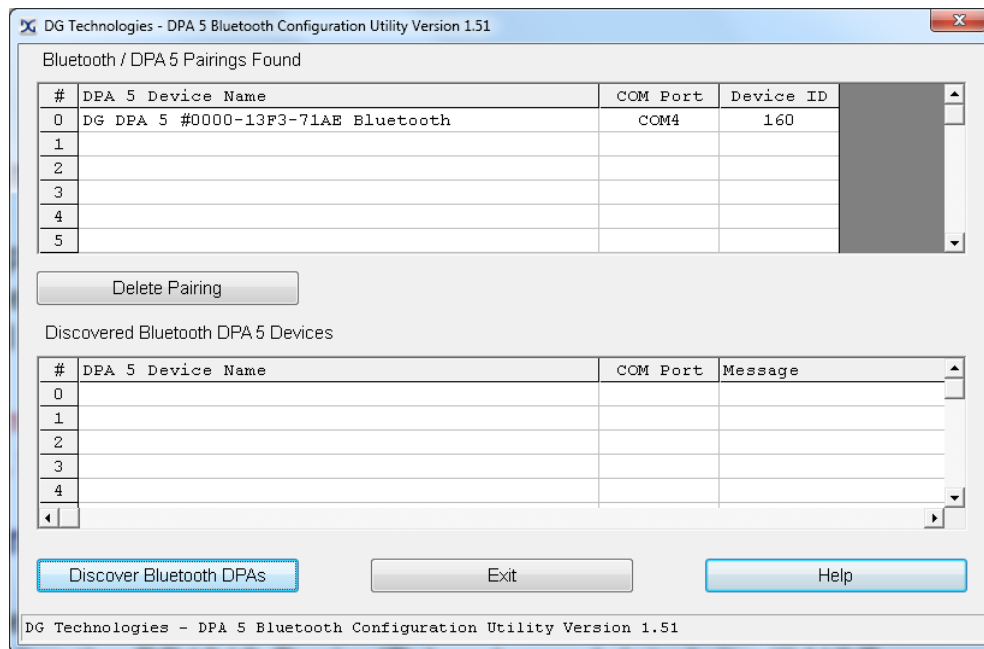 DG Technologies - DPA 5 Bluetooth Configuration Utility Version 1.51
Bluetooth / DPA 5 Pairings Found
# DPA 5 Device Name COM Port Device ID
0 DG DPA 5 #0000-13F3-71AE Bluetooth COM4 160
1
2
3
4
5
Delete Pairing
Discovered Bluetooth DPA 5 Devices
# DPA 5 Device Name COM Port Message
0
1
2
3
4
Discover Bluetooth DPAs Exit Help
DG Technologies - DPA 5 Bluetooth Configuration Utility Version 1.51